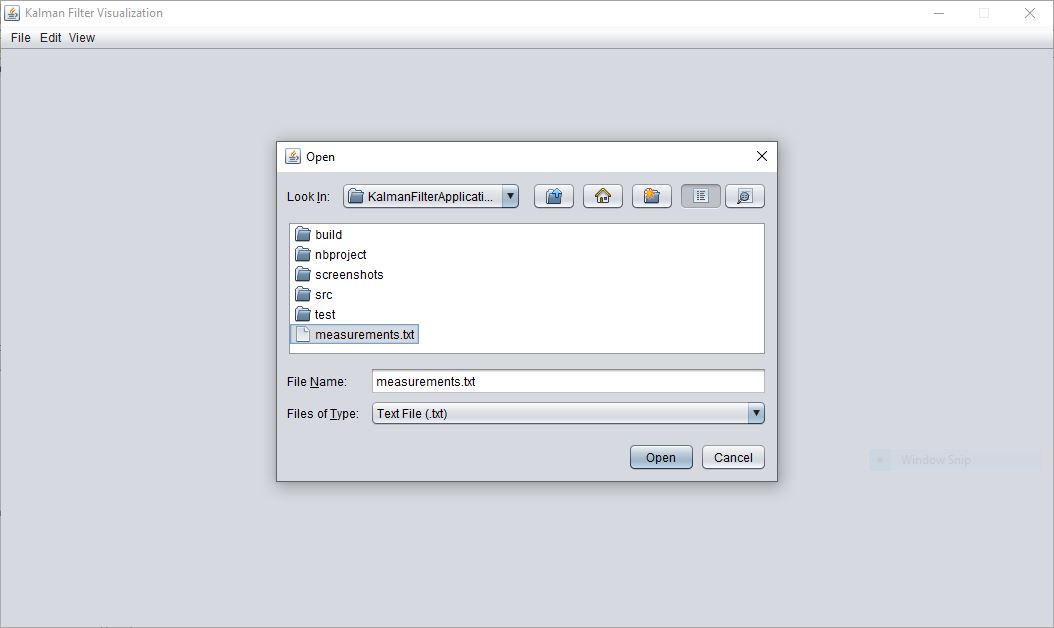 Kalman Filter Visualization
File Edit View
Open
Look In: KalmanFilterApplicati...
build
nbproject
screenshots
src
test
measurements.txt
File Name: measurements.txt
Files of Type: Text File (.txt)
Open Cancel
Window Snip